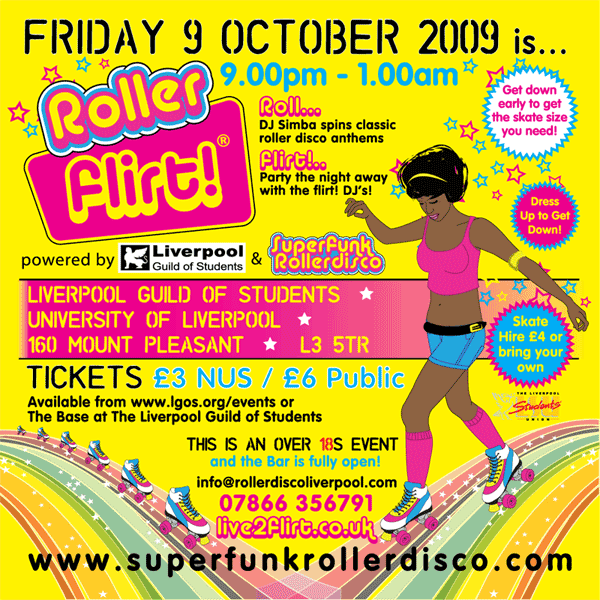 FRIDAY 9 OCTOBER 2009 is...
9.00pm - 1.00am
Roller
flirt!®
Roll...
DJ Simba spins classic
roller disco anthems
flirt!..
Party the night away
with the flirt! DJ's!
Get down
early to get
the skate size
you need!
Dress
Up to Get
Down!
powered by Liverpool
Guild of Students
& Superfunk
Rollerdisco
LIVERPOOL GUILD OF STUDENTS
UNIVERSITY OF LIVERPOOL
160 MOUNT PLEASANT L3 5TR
Skate
Hire £4 or
bring your
own
TICKETS £3 NUS / £6 Public
Available from www.lgos.org/events or
The Base at The Liverpool Guild of Students
THE LIVERPOOL
Students'
UNION
THIS IS AN OVER 18S EVENT
and the Bar is fully open!
info@rollerdiscoliverpool.com
07866 356791
live2flirt.co.uk
www.superfunkrollerdisco.com